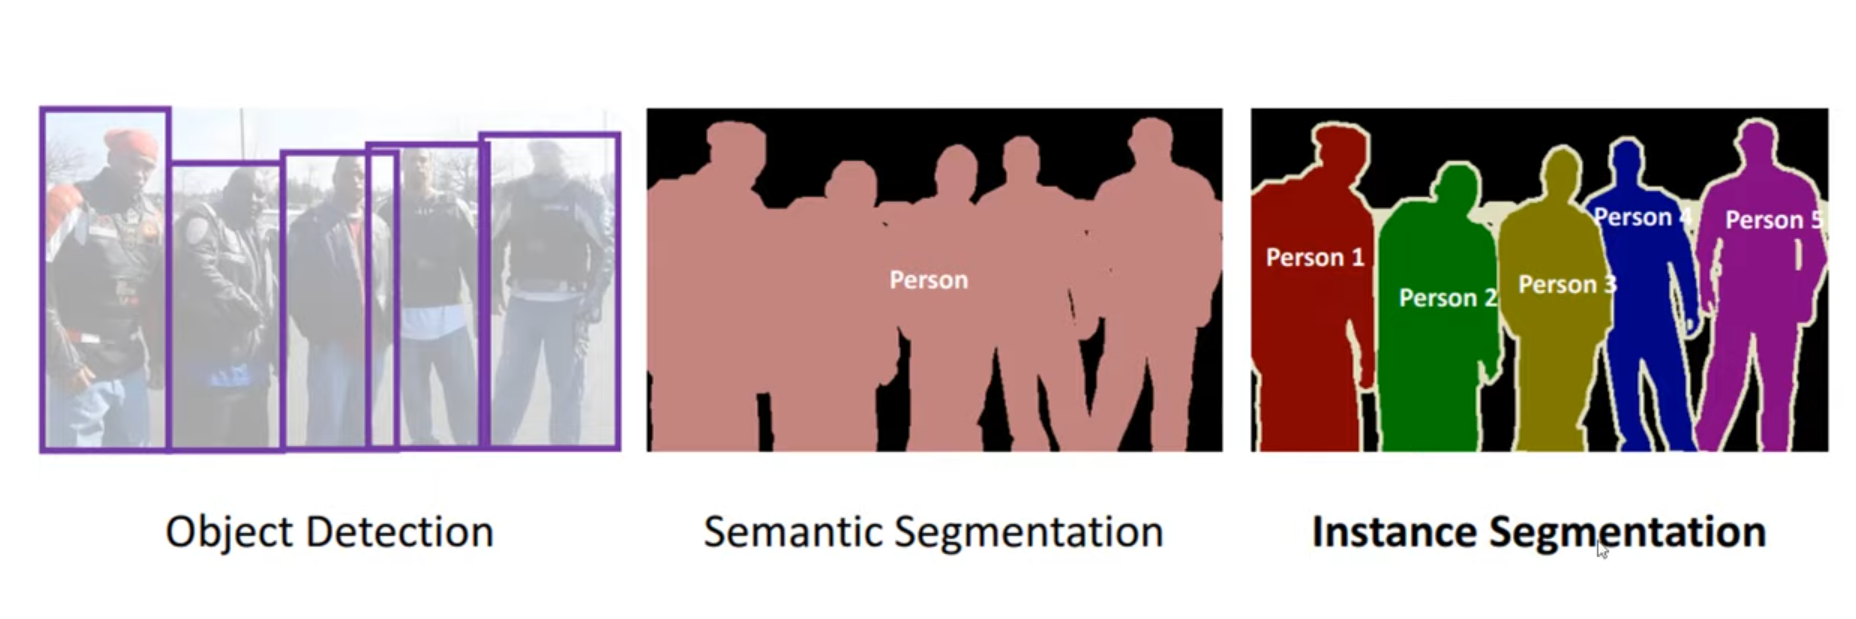 Person
Person 1
Person 2
Person 3
Person 4
Person 5
Object Detection
Semantic Segmentation
Instance Segmentation